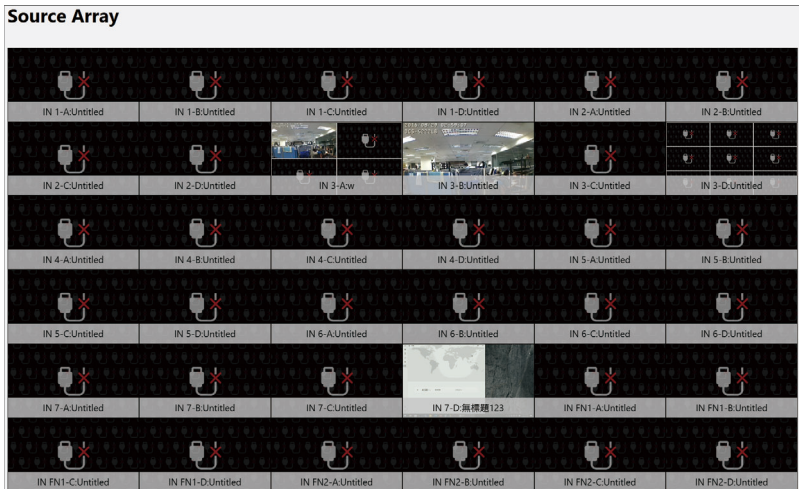 Source Array
IN 1-A:Untitled
IN 1-B:Untitled
IN 1-C:Untitled
IN 1-D:Untitled
IN 2-A:Untitled
IN 2-B:Untitled
IN 2-C:Untitled
IN 2-D:Untitled
IN 3-A:w
IN 3-B:Untitled
IN 3-C:Untitled
IN 3-D:Untitled
IN 4-A:Untitled
IN 4-B:Untitled
IN 4-C:Untitled
IN 4-D:Untitled
IN 5-A:Untitled
IN 5-B:Untitled
IN 5-C:Untitled
IN 5-D:Untitled
IN 6-A:Untitled
IN 6-B:Untitled
IN 6-C:Untitled
IN 6-D:Untitled
IN 7-A:Untitled
IN 7-B:Untitled
IN 7-C:Untitled
IN 7-D:無標題123
IN FN1-A:Untitled
IN FN1-B:Untitled
IN FN1-C:Untitled
IN FN1-D:Untitled
IN FN2-A:Untitled
IN FN2-B:Untitled
IN FN2-C:Untitled
IN FN2-D:Untitled